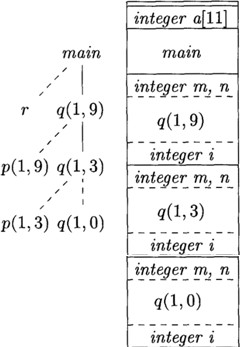 integer a[11]
main
main
integer m, n
r q(1,9)
q(1,9)
integer i
p(1,9) q(1,3)
integer m, n
q(1,3)
p(1,3) q(1,0)
integer i
integer m, n
q(1,0)
integer i